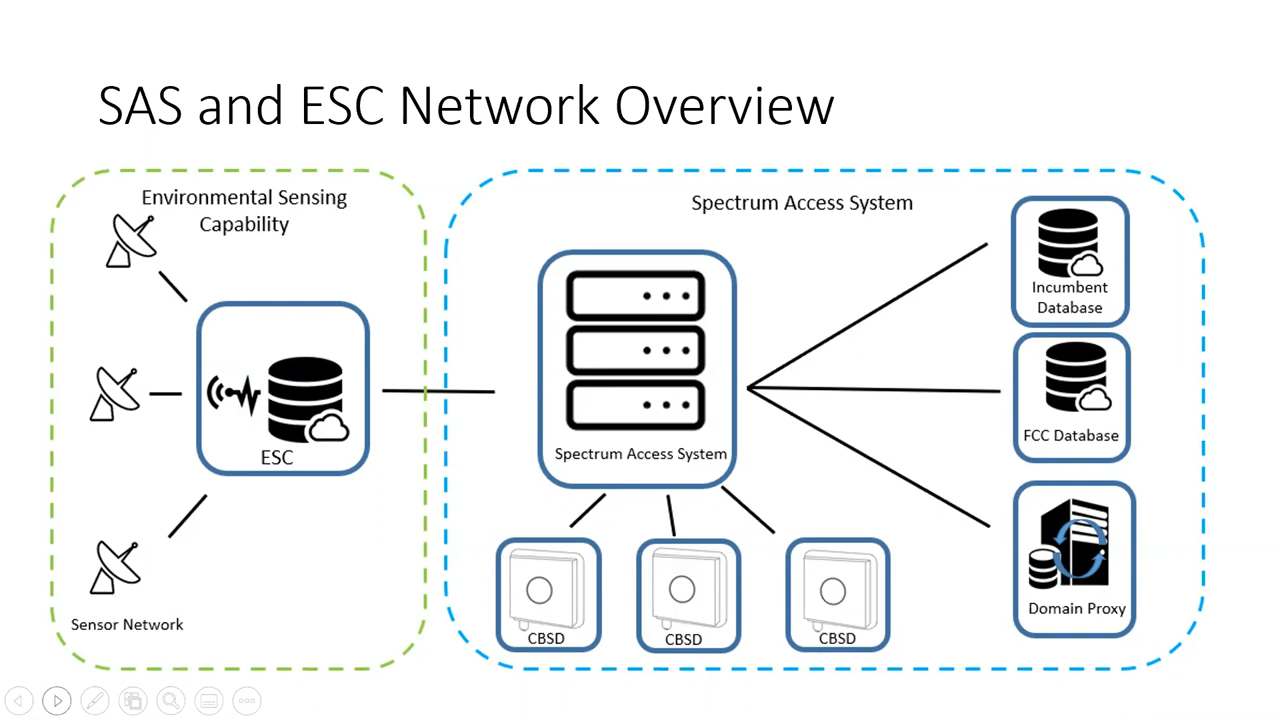 SAS and ESC Network Overview
Environmental Sensing
Capability
ESC
Sensor Network
Spectrum Access System
Spectrum Access System
CBSD
CBSD
CBSD
Incumbent
Database
FCC Database
Domain Proxy